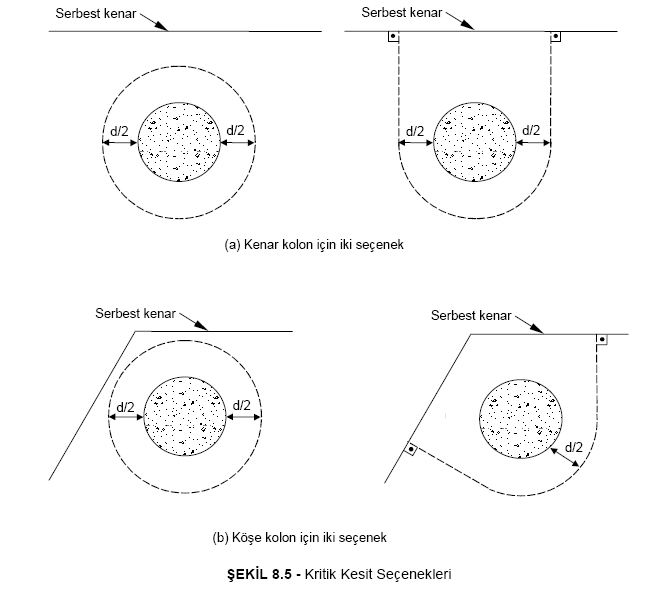 Serbest kenar
Serbest kenar
d/2
d/2
d/2
d/2
(a) Kenar kolon için iki seçenek
Serbest kenar
Serbest kenar
d/2
d/2
d/2
(b) Köşe kolon için iki seçenek
ŞEKİL 8.5 - Kritik Kesit Seçenekleri